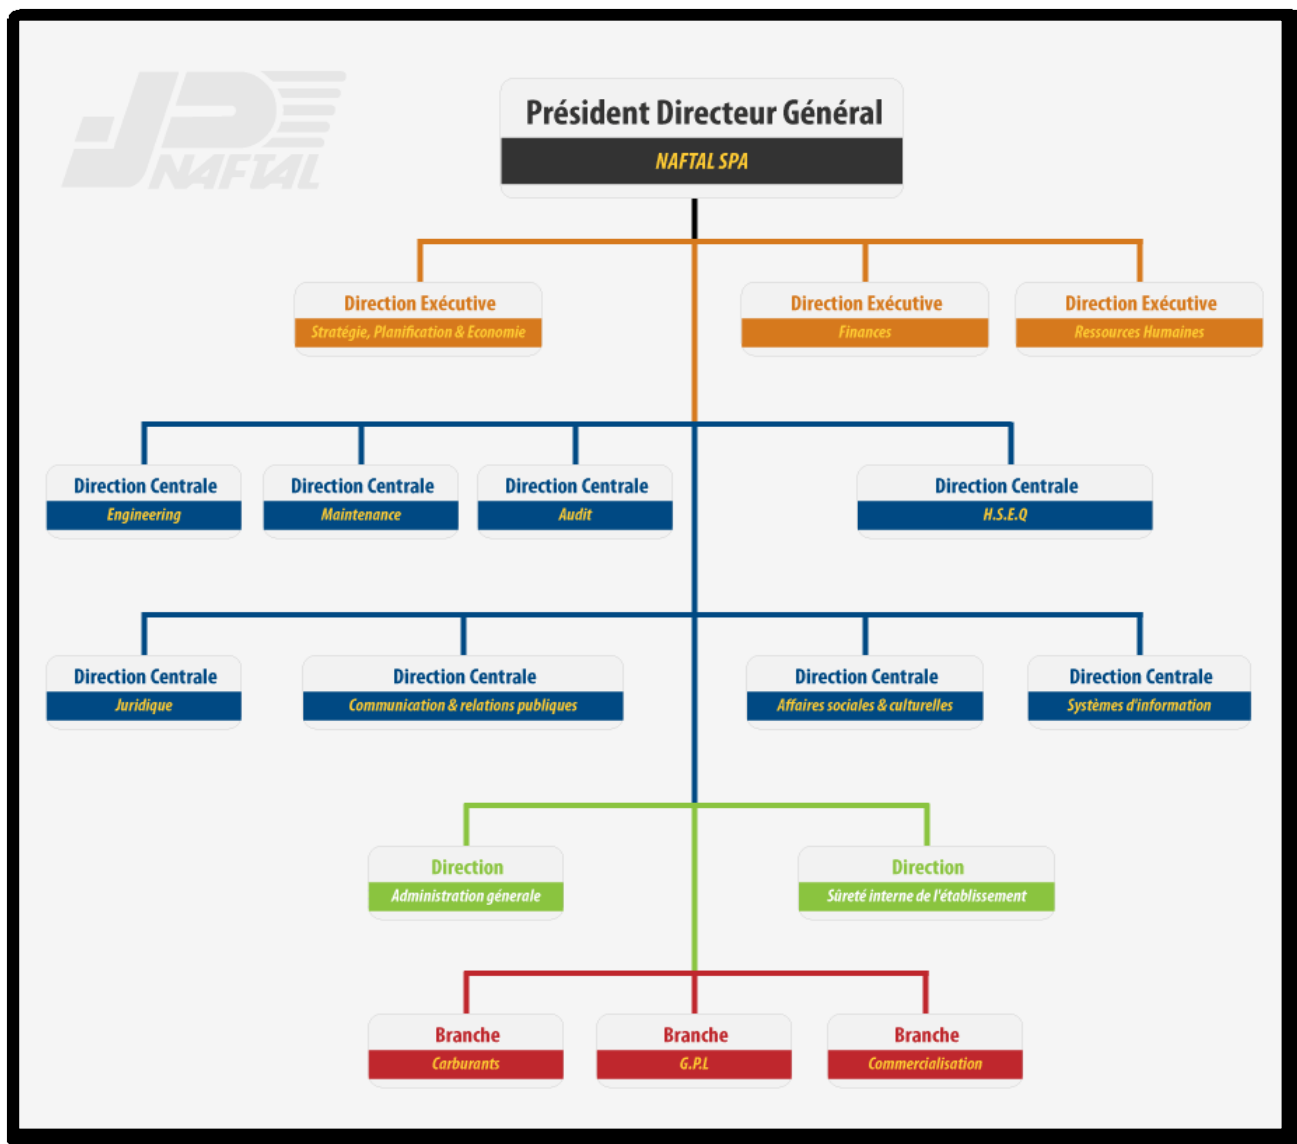 NAFTAL
Président Directeur Général
NAFTAL SPA
Direction Exécutive
Stratégie, Planification & Economie
Direction Exécutive
Finances
Direction Exécutive
Ressources Humaines
Direction Centrale
Engineering
Direction Centrale
Maintenance
Direction Centrale
Audit
Direction Centrale
H.S.E.Q
Direction Centrale
Juridique
Direction Centrale
Communication & relations publiques
Direction Centrale
Affaires sociales & culturelles
Direction Centrale
Systèmes d'information
Direction
Administration génerale
Direction
Sûreté interne de l'établissement
Branche
Carburants
Branche
G.P.L
Branche
Commercialisation